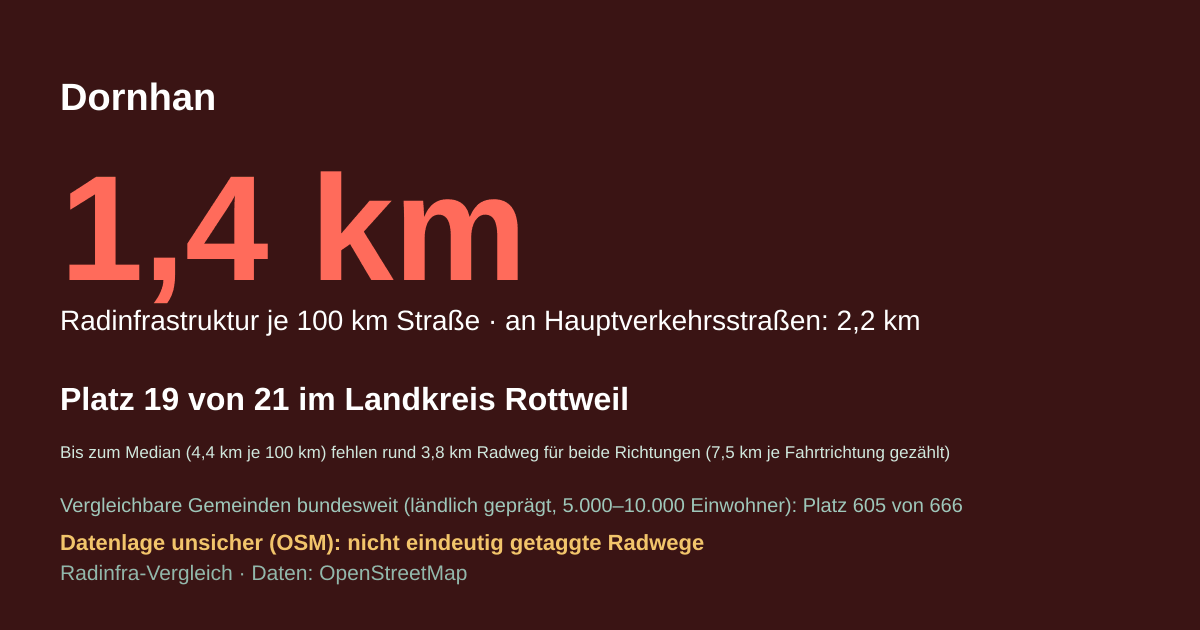 Dornhan
1,4 km
Radinfrastruktur je 100 km Straße · an Hauptverkehrsstraßen: 2,2 km
Platz 19 von 21 im Landkreis Rottweil
Bis zum Median (4,4 km je 100 km) fehlen rund 3,8 km Radweg für beide Richtungen (7,5 km je Fahrtrichtung gezählt)
Vergleichbare Gemeinden bundesweit (ländlich geprägt, 5.000–10.000 Einwohner): Platz 605 von 666
Datenlage unsicher (OSM): nicht eindeutig getaggte Radwege
Radinfra-Vergleich · Daten: OpenStreetMap